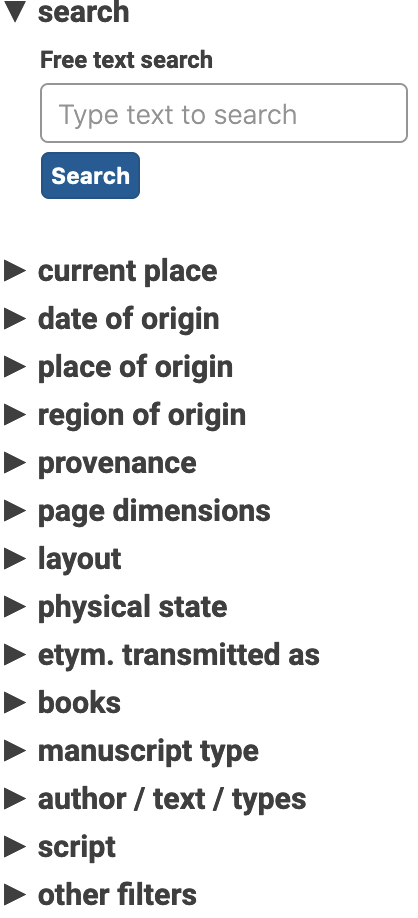 search
Free text search
Type text to search
Search
current place
date of origin
place of origin
region of origin
provenance
page dimensions
layout
physical state
etym. transmitted as
books
manuscript type
author / text / types
script
other filters